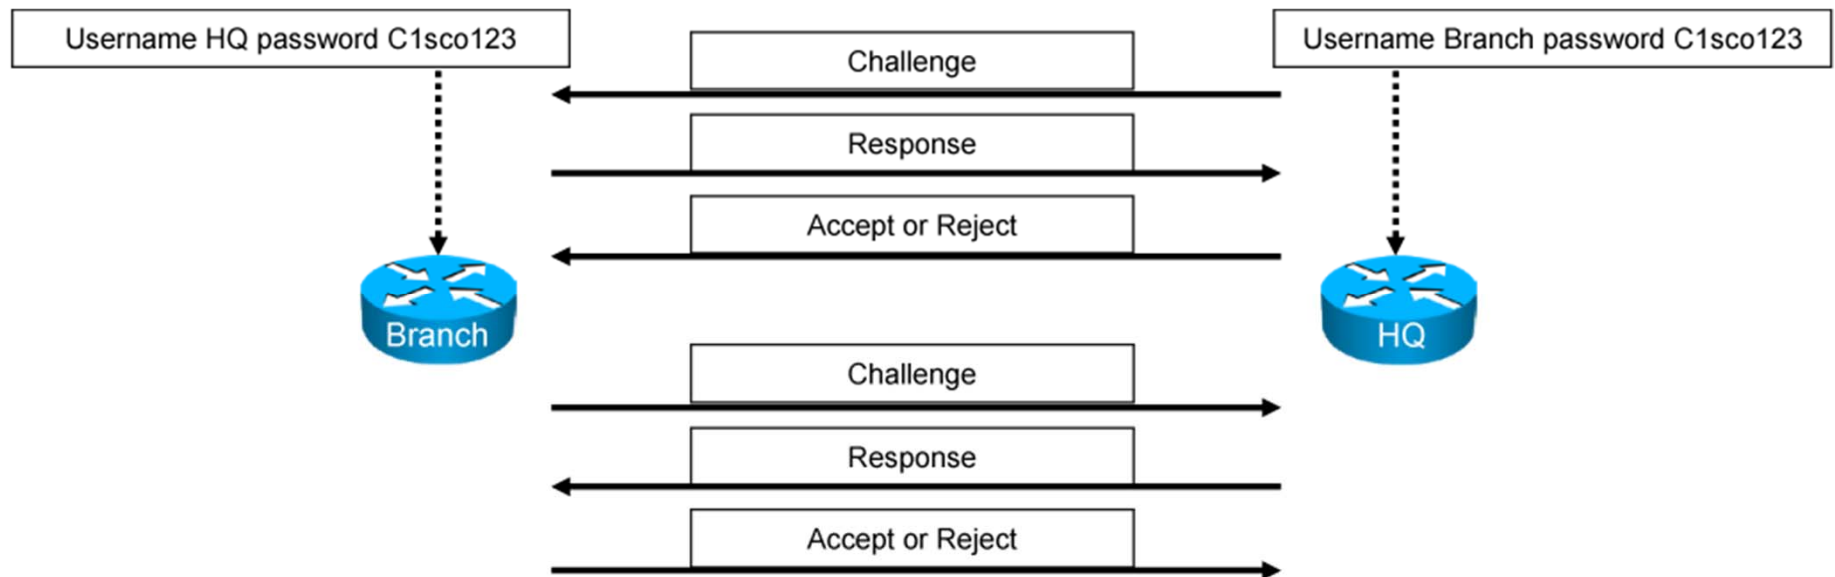 Username HQ password C1sco123
Username Branch password C1sco123
Challenge
Response
Accept or Reject
Branch
HQ
Challenge
Response
Accept or Reject